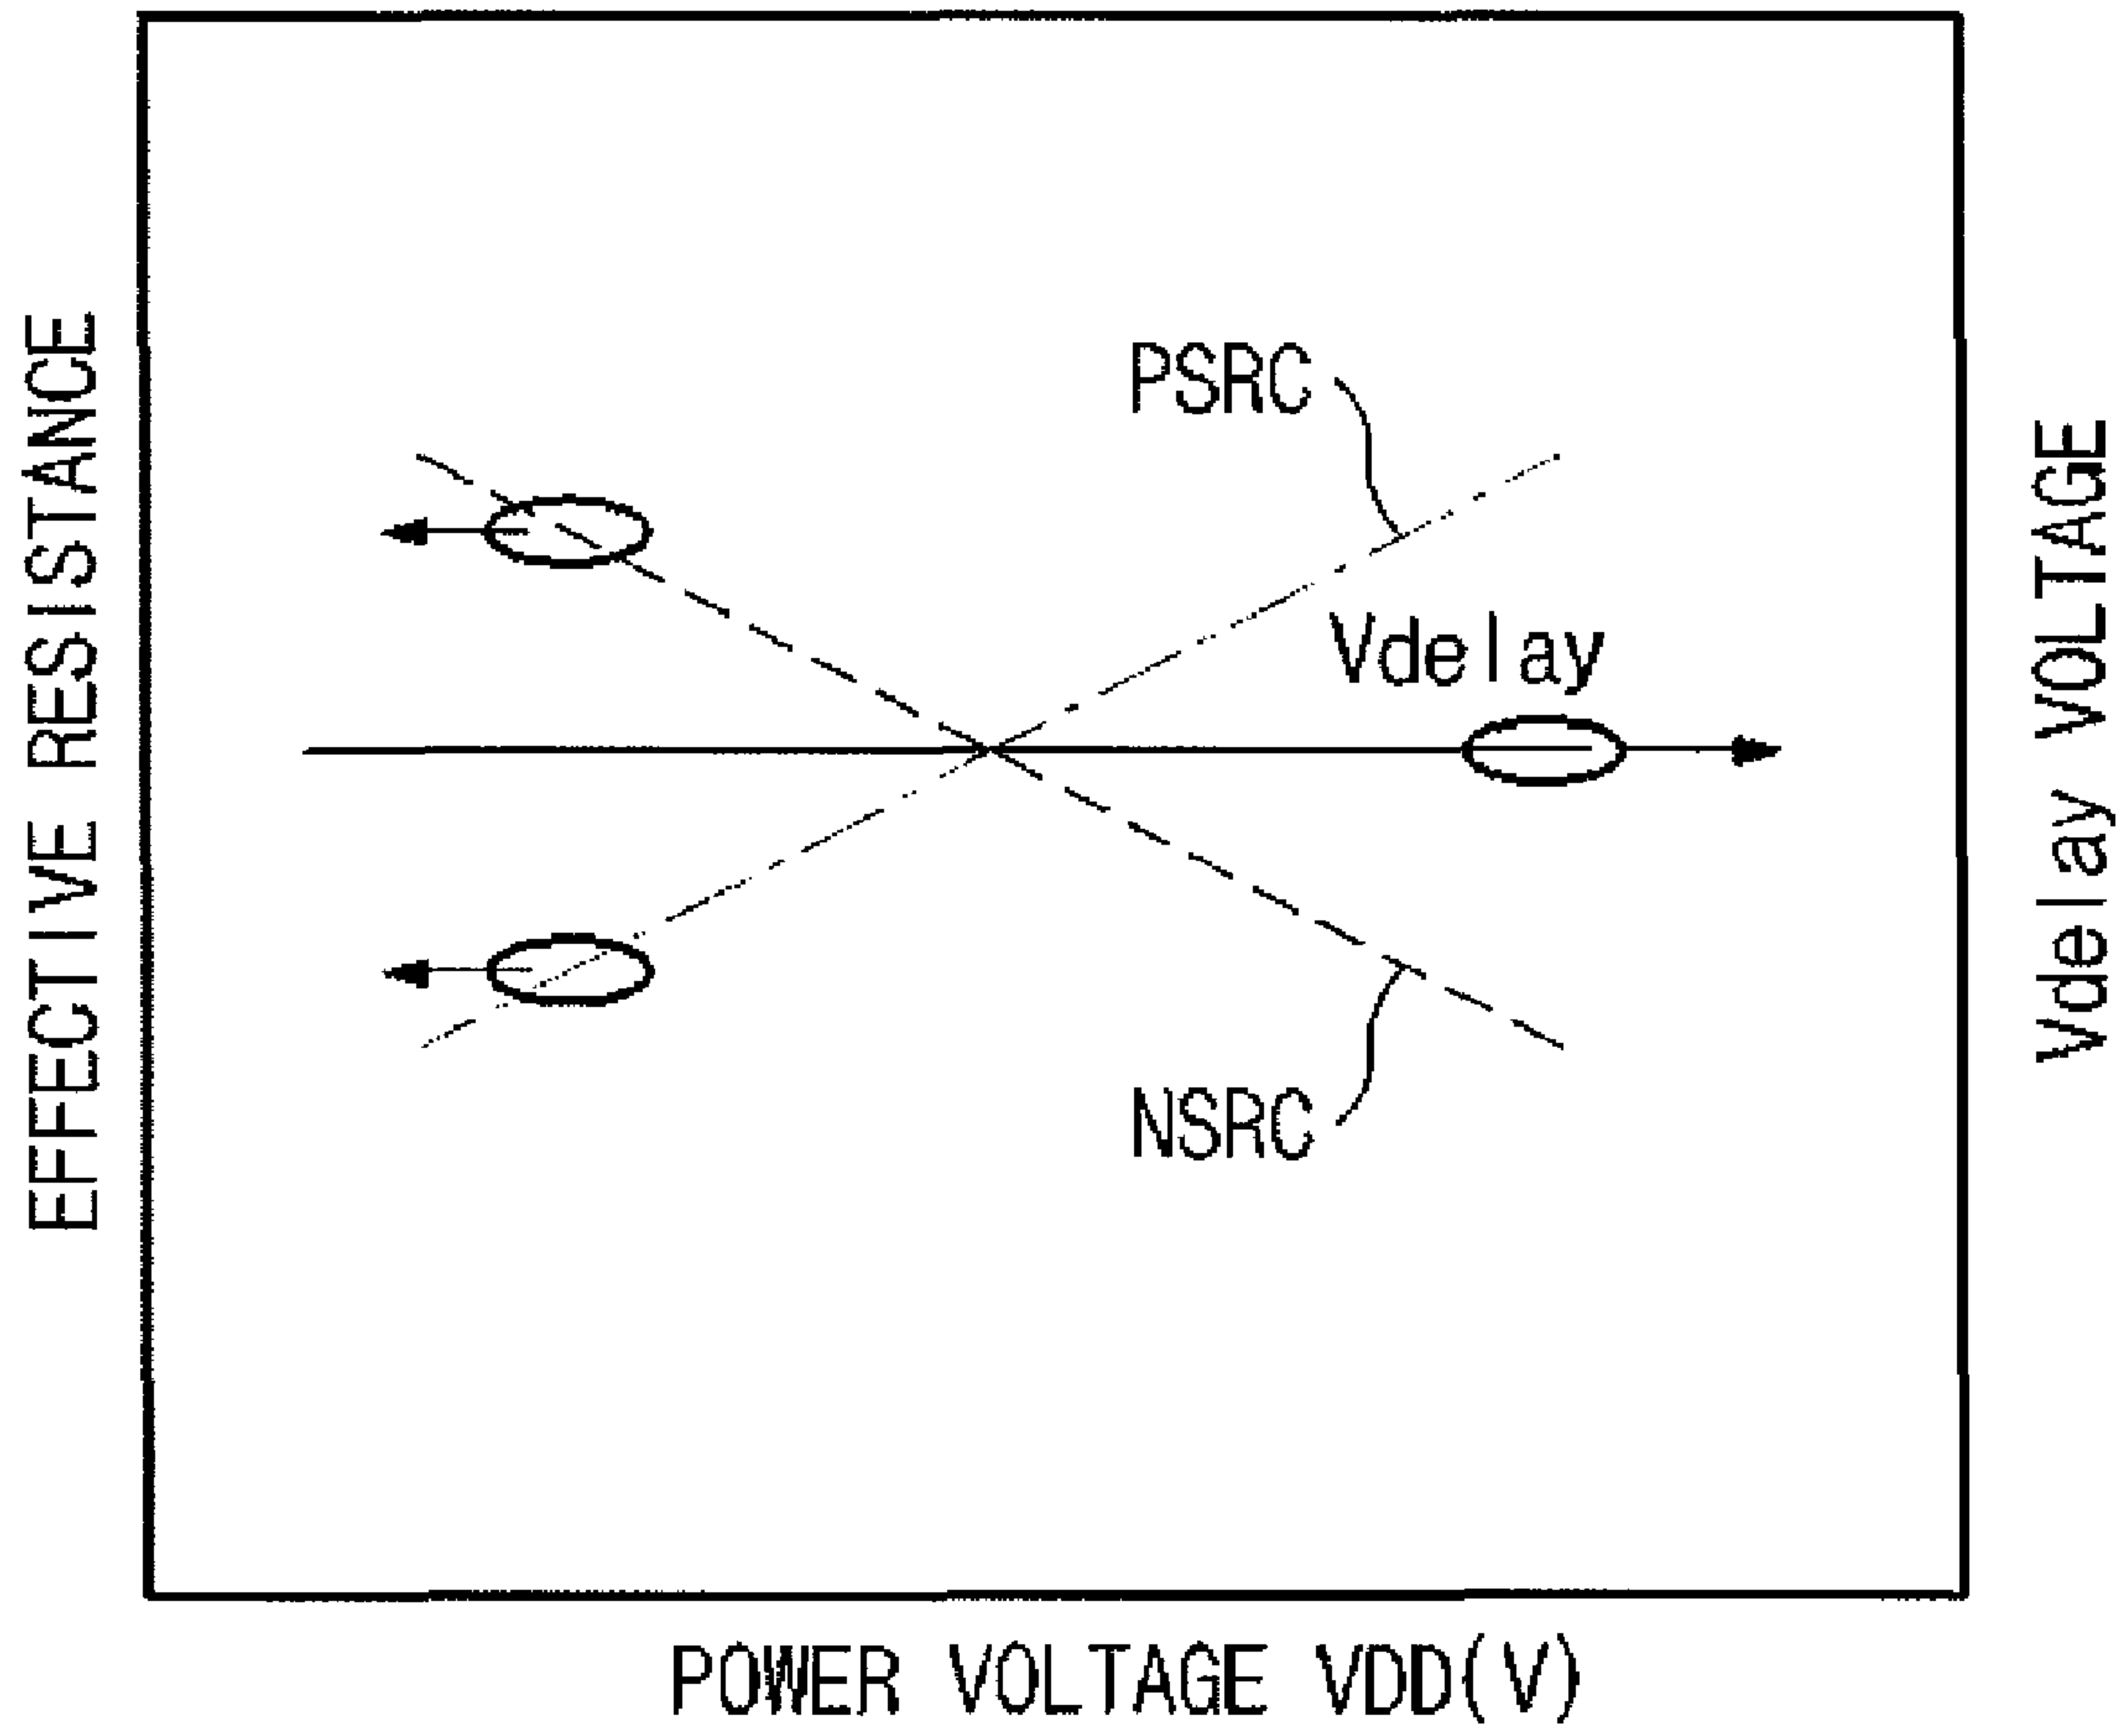 EFFECTIVE RESISTANCE
PSRC
Vdelay
NSRC
Vdelay VOLTAGE
POWER VOLTAGE VDD(V)